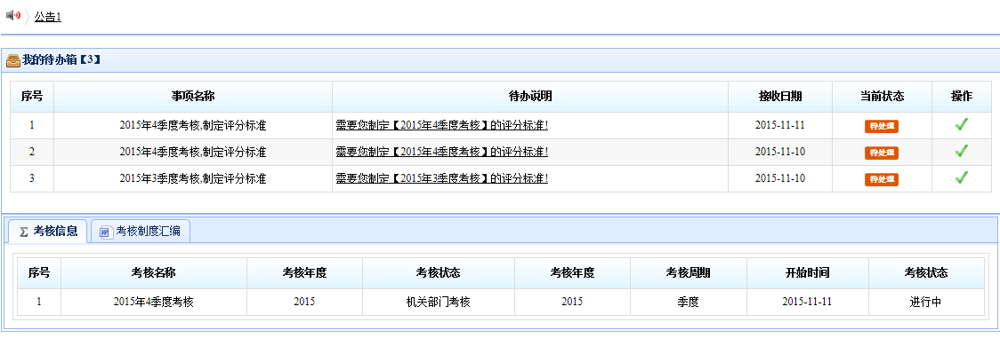 公告1
我的待办箱【3】
序号 事项名称 待办说明 接收日期 当前状态 操作
1 2015年4季度考核,制定评分标准 需要您制定【2015年4季度考核】的评分标准! 2015-11-11 待处理
2 2015年4季度考核,制定评分标准 需要您制定【2015年4季度考核】的评分标准! 2015-11-10 待处理
3 2015年3季度考核,制定评分标准 需要您制定【2015年3季度考核】的评分标准! 2015-11-10 待处理
Σ 考核信息 考核制度汇编
序号 考核名称 考核年度 考核状态 考核年度 考核周期 开始时间 考核状态
1 2015年4季度考核 2015 机关部门考核 2015 季度 2015-11-11 进行中